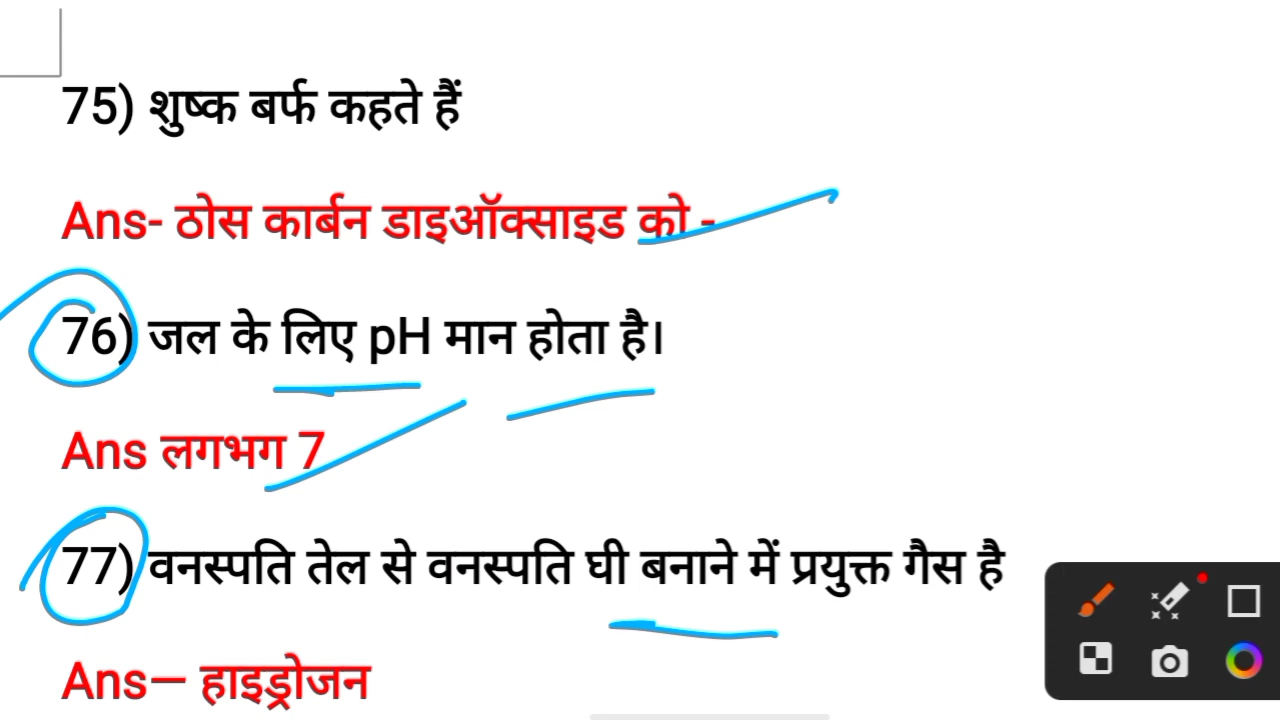 75) शुष्क बर्फ कहते हैं
Ans- ठोस कार्बन डाइऑक्साइड को -
76) जल के लिए pH मान होता है।
Ans लगभग 7
77) वनस्पति तेल से वनस्पति घी बनाने में प्रयुक्त गैस है
Ans— हाइड्रोजन